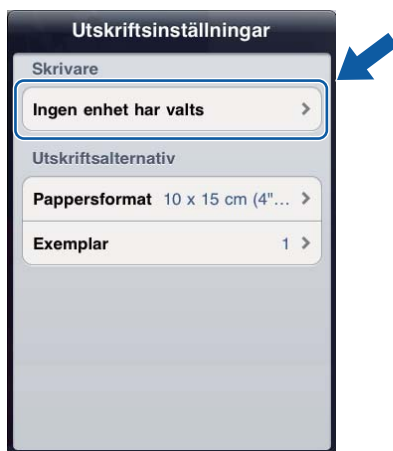 Utskriftsinställningar
Skrivare
Ingen enhet har valts
Utskriftsalternativ
Pappersformat 10 x 15 cm (4"...
Exemplar 1